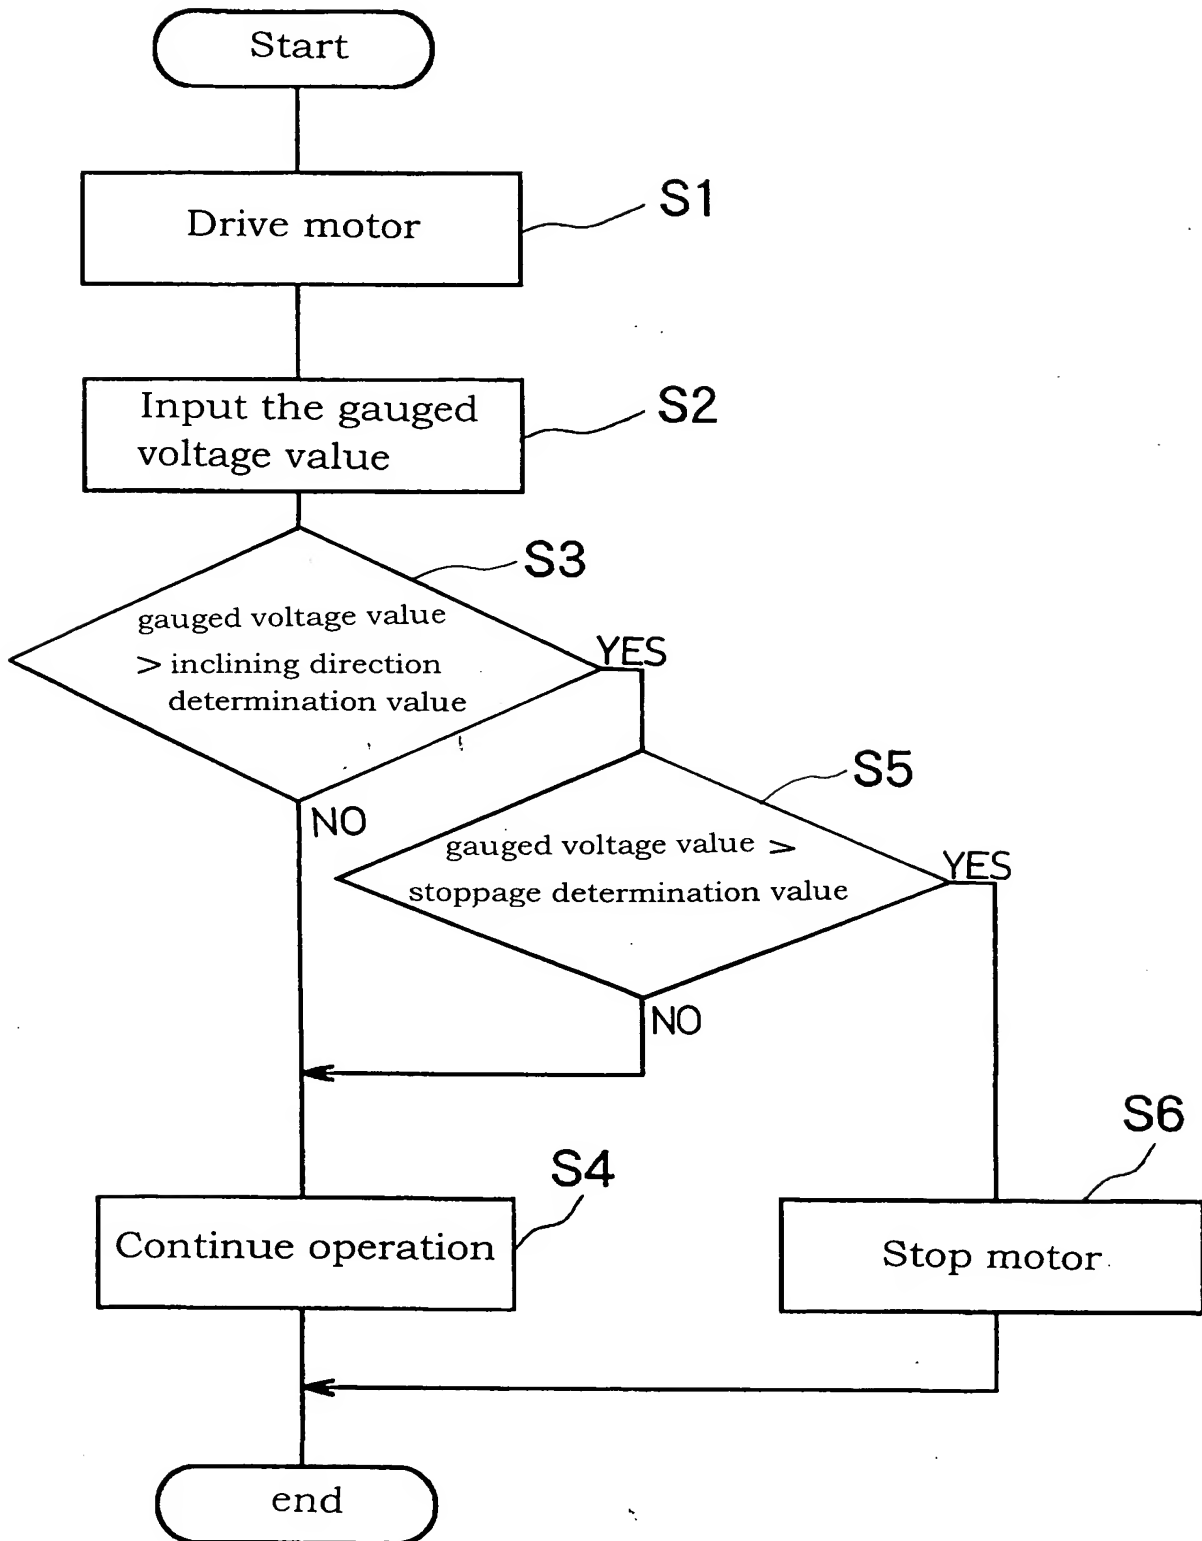 Start
Drive motor
S1
Input the gauged
voltage value
S2
S3
gauged voltage value
> inclining direction
determination value
YES
NO
S5
gauged voltage value >
stoppage determination value
YES
NO
S4
Continue operation
S6
Stop motor
end